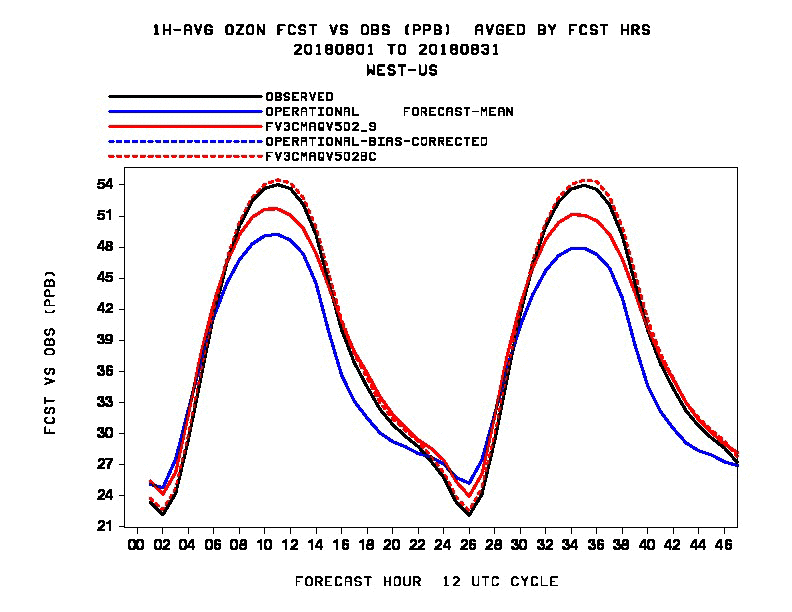 1H-AVG OZON FCST VS OBS (PPB)  AVGED BY FCST HRS
20180801 TO 20180831
WEST-US
OBSERVED
OPERATIONAL FORECAST-MEAN
FV3CMAQV502_9
OPERATIONAL-BIAS-CORRECTED
FV3CMAQV502BC
54
51
48
45
42
39
36
33
30
27
24
21
FCST VS OBS (PPB)
00 02 04 06 08 10 12 14 16 18 20 22 24 26 28 30 32 34 36 38 40 42 44 46
FORECAST HOUR  12 UTC CYCLE